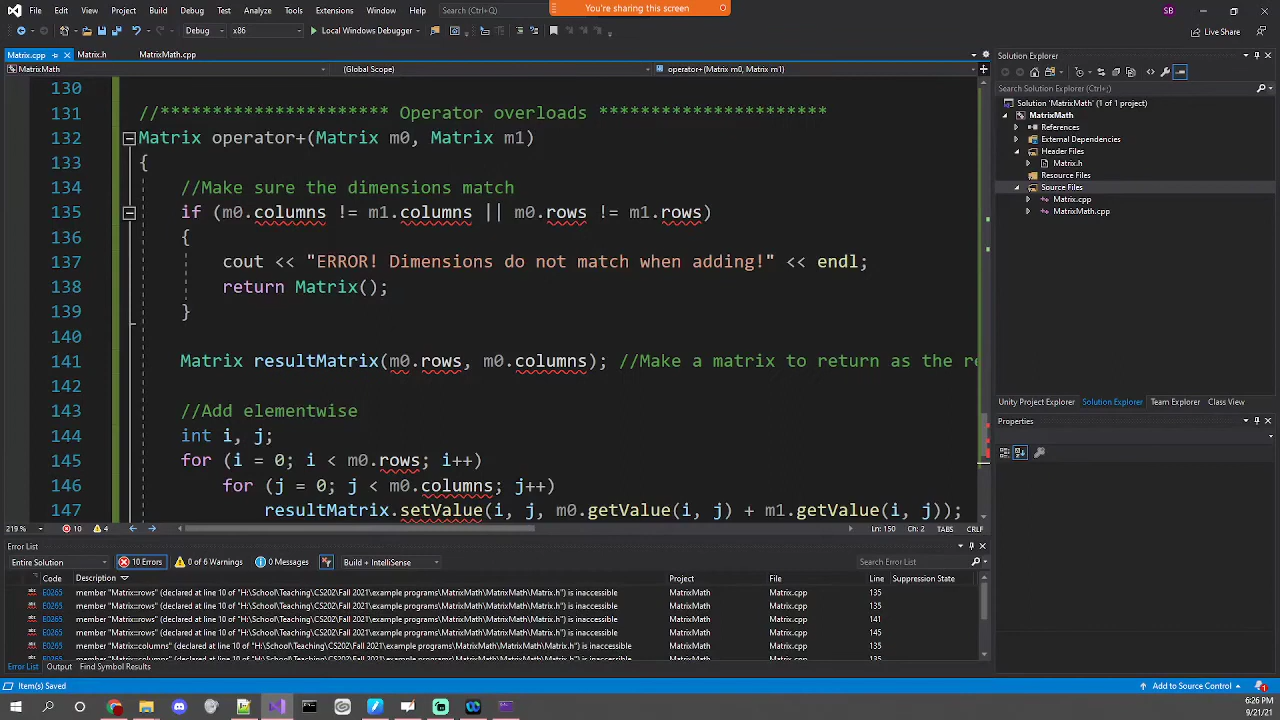 You're sharing this screen
File Edit View Project Build Debug Test Analyze Tools Extensions Window Help Search (Ctrl+Q) MatrixMath SB
Debug x86 Local Windows Debugger Live Share
Matrix.cpp Matrix.h MatrixMath.cpp
MatrixMath (Global Scope) operator+(Matrix m0, Matrix m1)
130
131 //********************** Operator overloads **********************
132 Matrix operator+(Matrix m0, Matrix m1)
133 {
134 //Make sure the dimensions match
135 if (m0.columns != m1.columns || m0.rows != m1.rows)
136 {
137 cout << "ERROR! Dimensions do not match when adding!" << endl;
138 return Matrix();
139 }
140
141 Matrix resultMatrix(m0.rows, m0.columns); //Make a matrix to return as the re
142
143 //Add elementwise
144 int i, j;
145 for (i = 0; i < m0.rows; i++)
146 for (j = 0; j < m0.columns; j++)
147 resultMatrix.setValue(i, j, m0.getValue(i, j) + m1.getValue(i, j));
219 % 10 4 Ln: 150 Ch: 2 TABS CRLF
Error List
Entire Solution 10 Errors 0 of 6 Warnings 0 Messages Build + IntelliSense Search Error List
Code Description Project File Line Suppression State
abc E0265 member "Matrix::rows" (declared at line 10 of "H:\School\Teaching\CS202\Fall 2021\example programs\MatrixMath\MatrixMath\Matrix.h") is inaccessible MatrixMath Matrix.cpp 135
abc E0265 member "Matrix::rows" (declared at line 10 of "H:\School\Teaching\CS202\Fall 2021\example programs\MatrixMath\MatrixMath\Matrix.h") is inaccessible MatrixMath Matrix.cpp 135
abc E0265 member "Matrix::rows" (declared at line 10 of "H:\School\Teaching\CS202\Fall 2021\example programs\MatrixMath\MatrixMath\Matrix.h") is inaccessible MatrixMath Matrix.cpp 141
abc E0265 member "Matrix::rows" (declared at line 10 of "H:\School\Teaching\CS202\Fall 2021\example programs\MatrixMath\MatrixMath\Matrix.h") is inaccessible MatrixMath Matrix.cpp 145
abc E0265 member "Matrix::columns" (declared at line 10 of "H:\School\Teaching\CS202\Fall 2021\example programs\MatrixMath\MatrixMath\Matrix.h") is inaccessible MatrixMath Matrix.cpp 135
Error List Output Find Symbol Results
Solution Explorer
Search Solution Explorer (Ctrl+;)
Solution 'MatrixMath' (1 of 1 project)
MatrixMath
References
External Dependencies
Header Files
Matrix.h
Resource Files
Source Files
Matrix.cpp
MatrixMath.cpp
Unity Project Explorer Solution Explorer Team Explorer Class View
Properties
Item(s) Saved Add to Source Control 1
6:26 PM
9/21/21